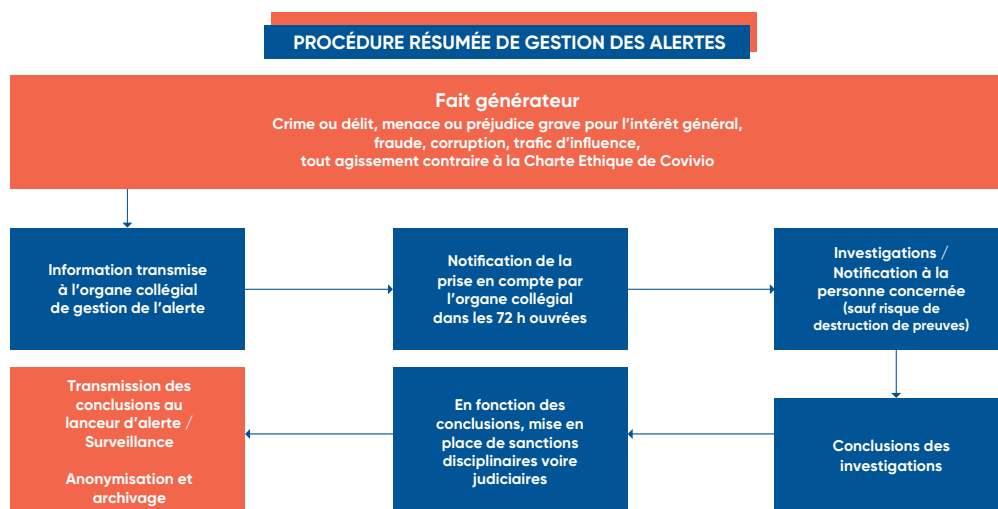 PROCÉDURE RÉSUMÉE DE GESTION DES ALERTES
Fait générateur
Crime ou délit, menace ou préjudice grave pour l'intérêt général,
fraude, corruption, trafic d'influence,
tout agissement contraire à la Charte Ethique de Covivio
Information transmise
à l'organe collégial
de gestion de l'alerte
Notification de la
prise en compte par
l'organe collégial
dans les 72 h ouvrées
Investigations /
Notification à la
personne concernée
(sauf risque de
destruction de preuves)
Conclusions des
investigations
En fonction des
conclusions, mise en
place de sanctions
disciplinaires voire
judiciaires
Transmission des
conclusions au
lanceur d'alerte /
Surveillance
Anonymisation et
archivage